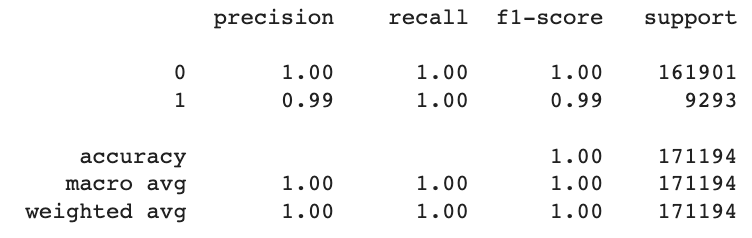 precision recall f1-score support
0 1.00 1.00 1.00 161901
1 0.99 1.00 0.99 9293
accuracy 1.00 171194
macro avg 1.00 1.00 1.00 171194
weighted avg 1.00 1.00 1.00 171194